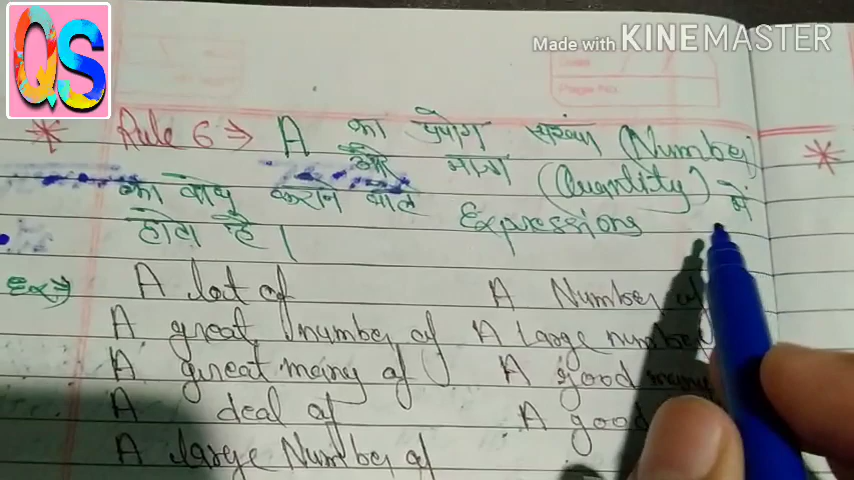 QS
Made with KINEMASTER
Rule 6 ⇒ A का प्रयोग संख्या (Number)
और मात्रा (Quantity)
का बोध कराने वाले Expressions में
होता है।
Ex⇒ A lot of A Number of
A great number of A large number
A great many of A good many
A deal of A good
A large Number of